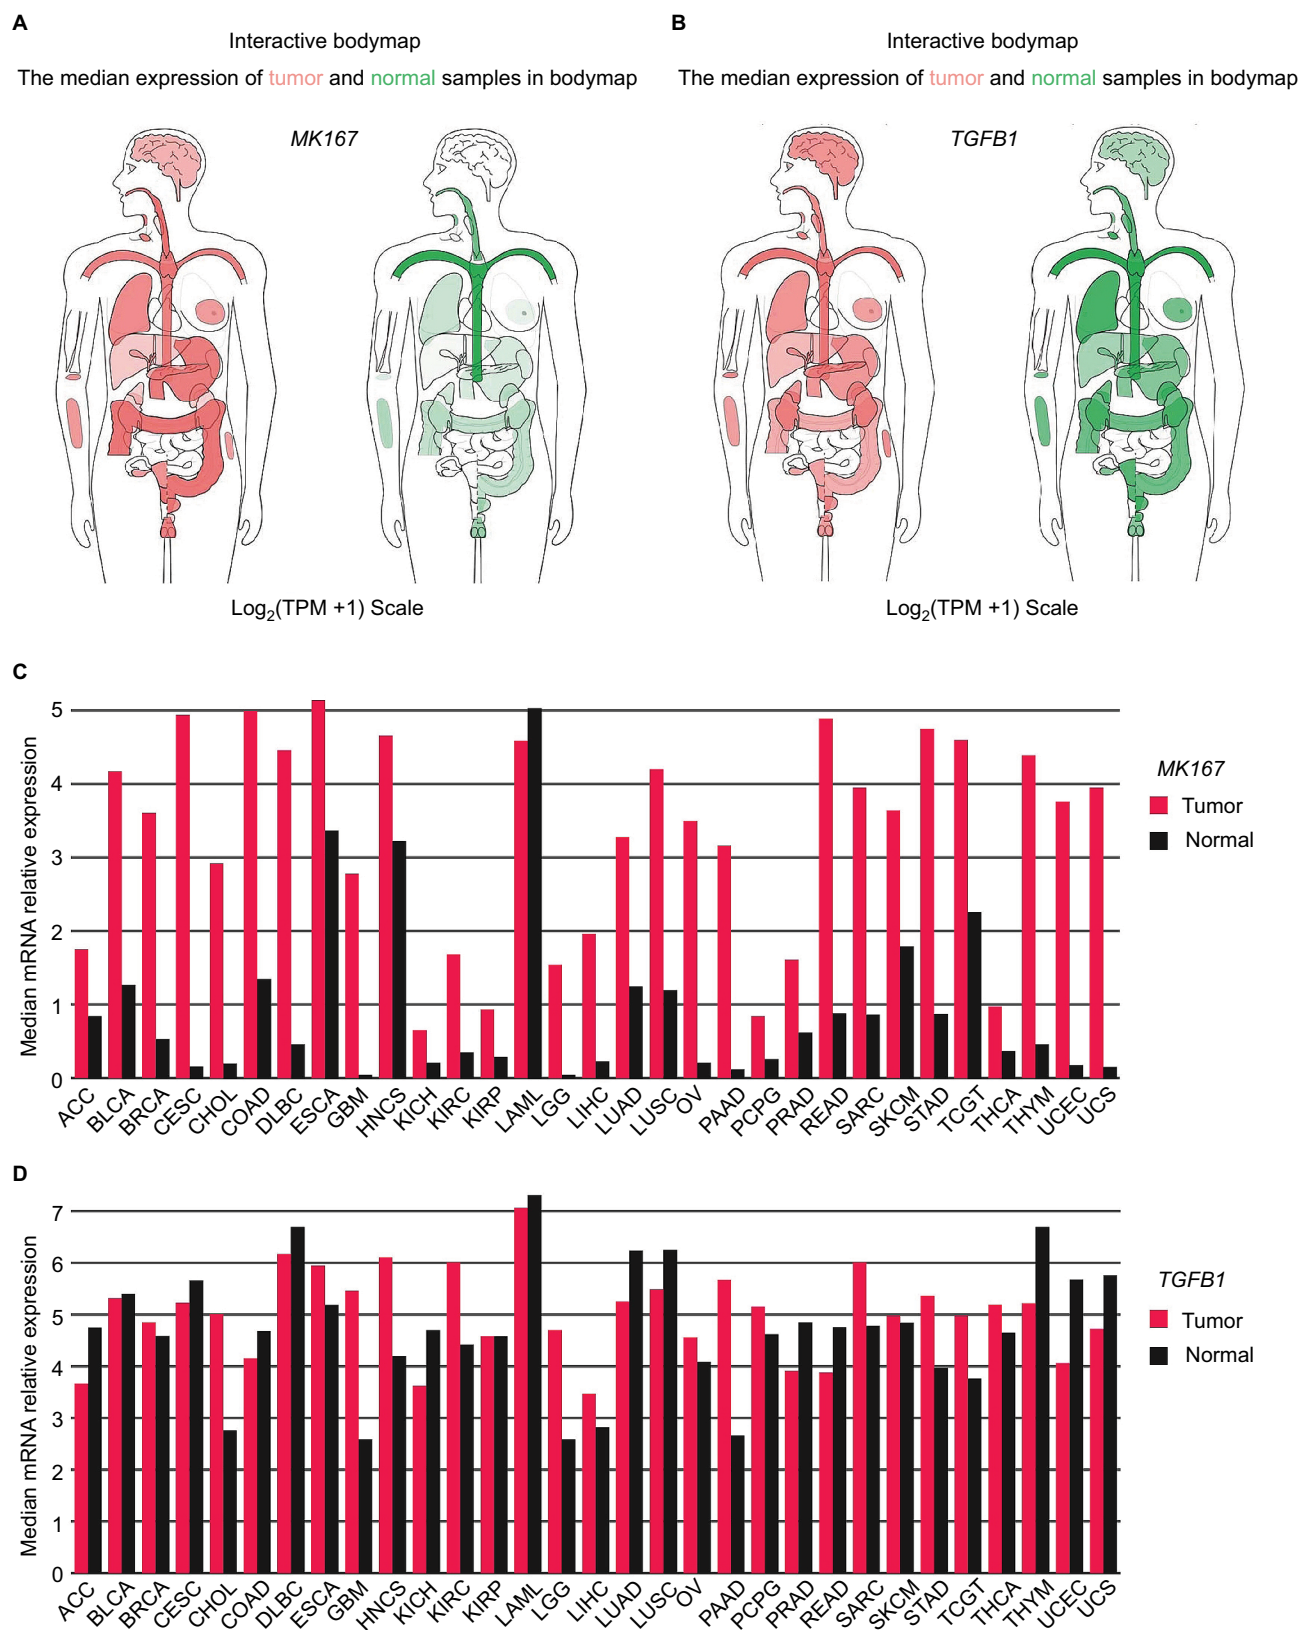 A
Interactive bodymap
The median expression of tumor and normal samples in bodymap
MK167
Log2(TPM +1) Scale
B
Interactive bodymap
The median expression of tumor and normal samples in bodymap
TGFB1
Log2(TPM +1) Scale
C
Median mRNA relative expression
5
4
3
2
1
0
ACC BLCA BRCA CESC CHOL COAD DLBC ESCA GBM HNCS KICH KIRC KIRP LAML LGG LIHC LUAD LUSC OV PAAD PCPG PRAD READ SARC SKCM STAD TCGT THCA THYM UCEC UCS
MK167
Tumor
Normal
D
Median mRNA relative expression
7
6
5
4
3
2
1
0
ACC BLCA BRCA CESC CHOL COAD DLBC ESCA GBM HNCS KICH KIRC KIRP LAML LGG LIHC LUAD LUSC OV PAAD PCPG PRAD READ SARC SKCM STAD TCGT THCA THYM UCEC UCS
TGFB1
Tumor
Normal